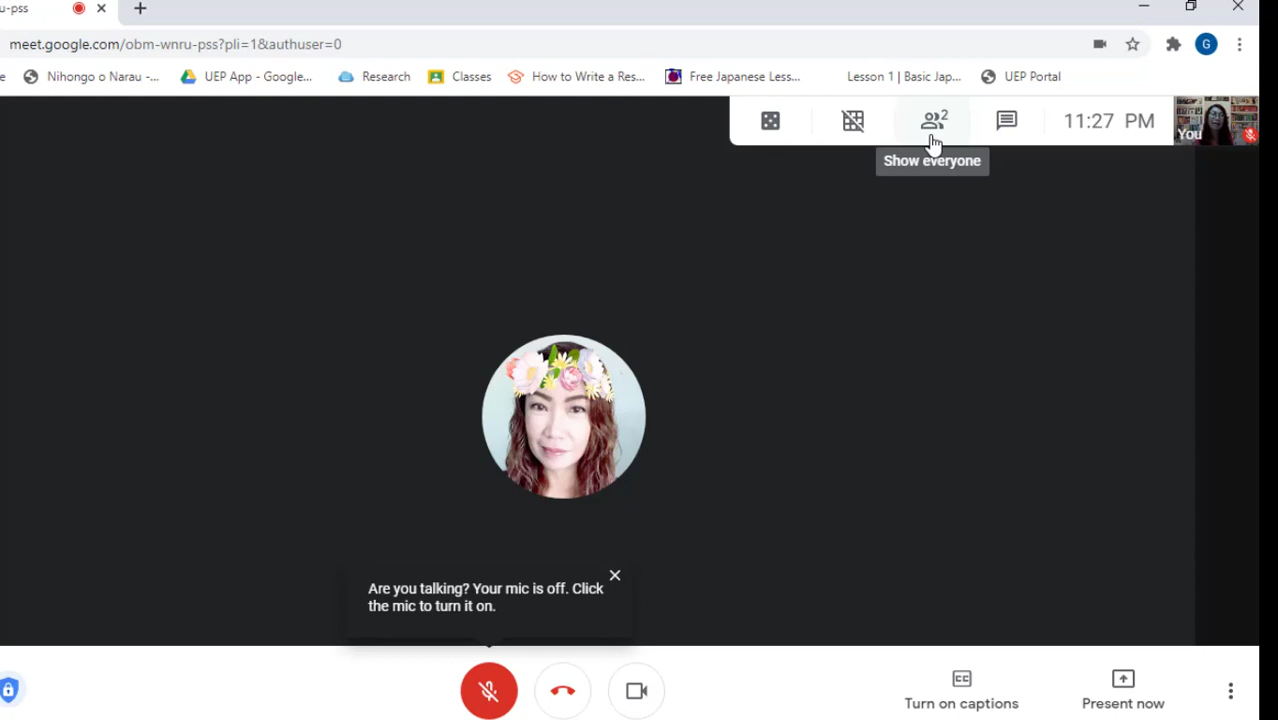 u-pss
meet.google.com/obm-wnru-pss?pli=1&authuser=0
G
e Nihongo o Narau -... UEP App - Google... Research Classes How to Write a Res... Free Japanese Less... Lesson 1 | Basic Jap... UEP Portal
2 11:27 PM
You
Show everyone
Are you talking? Your mic is off. Click
the mic to turn it on.
CC
Turn on captions Present now